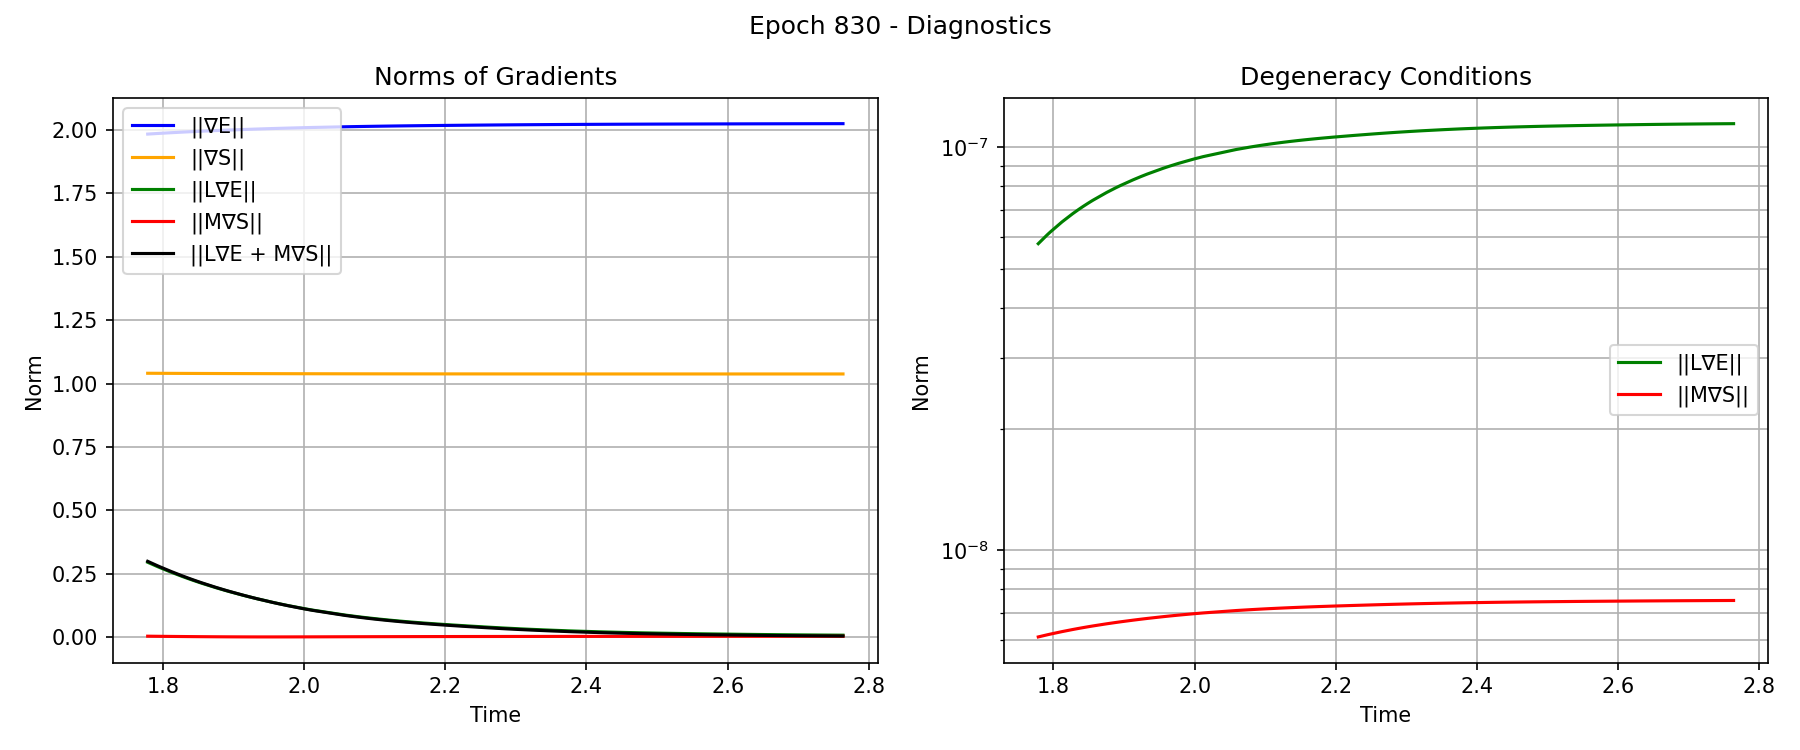 Epoch 830 - Diagnostics
Norms of Gradients
Norm
2.00
1.75
1.50
1.25
1.00
0.75
0.50
0.25
0.00
||∇E||
||∇S||
||L∇E||
||M∇S||
||L∇E + M∇S||
1.8 2.0 2.2 2.4 2.6 2.8
Time
Degeneracy Conditions
Norm
10⁻⁷
10⁻⁸
||L∇E||
||M∇S||
1.8 2.0 2.2 2.4 2.6 2.8
Time